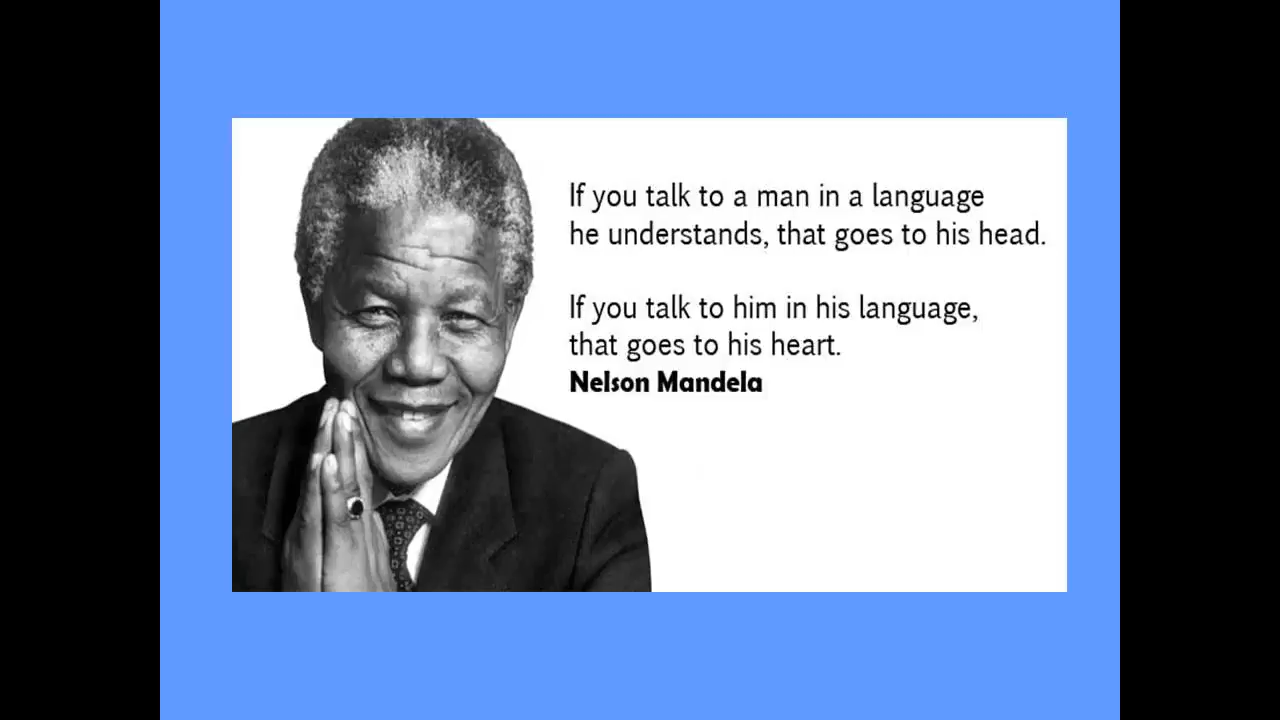 If you talk to a man in a language
he understands, that goes to his head.
If you talk to him in his language,
that goes to his heart.
Nelson Mandela